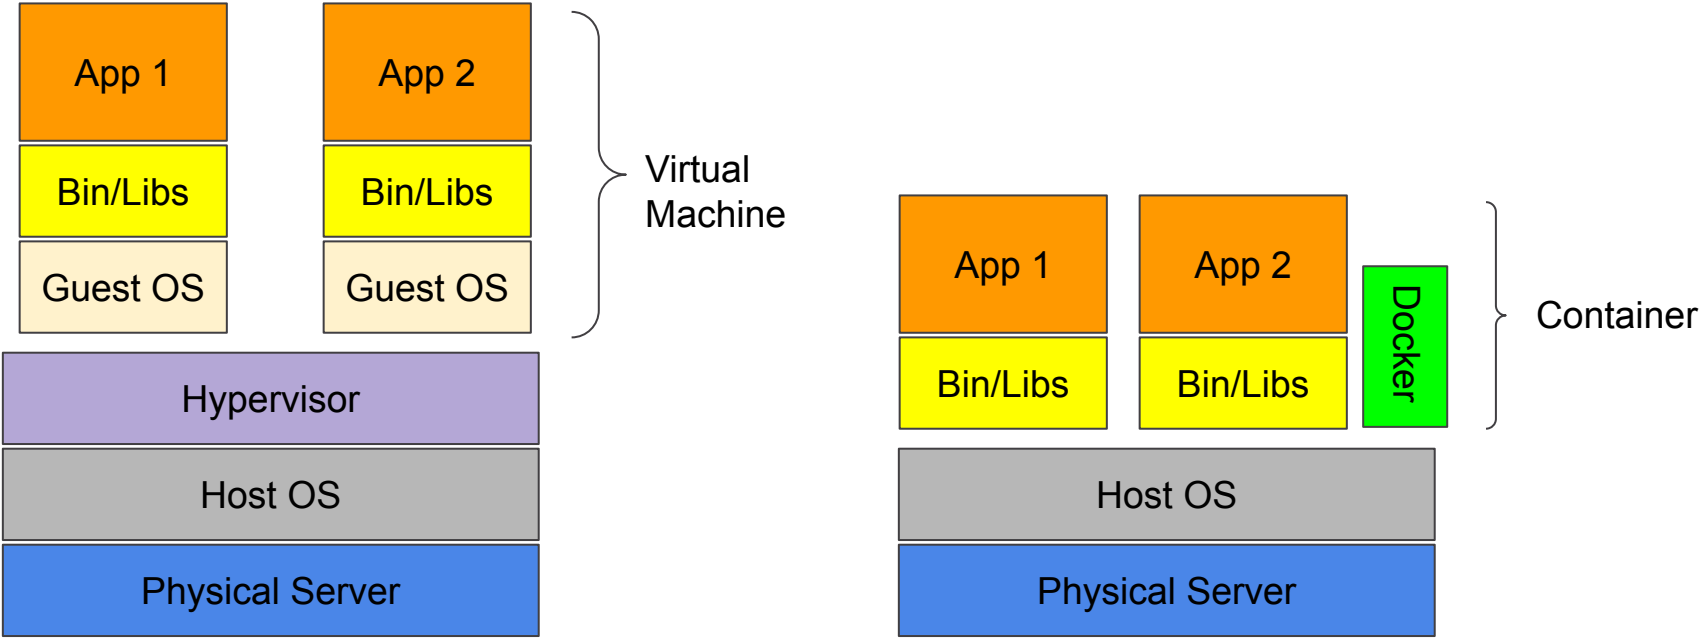 App 1
App 2
Bin/Libs
Bin/Libs
Guest OS
Guest OS
Virtual
Machine
Hypervisor
Host OS
Physical Server
App 1
App 2
Docker
Bin/Libs
Bin/Libs
Container
Host OS
Physical Server